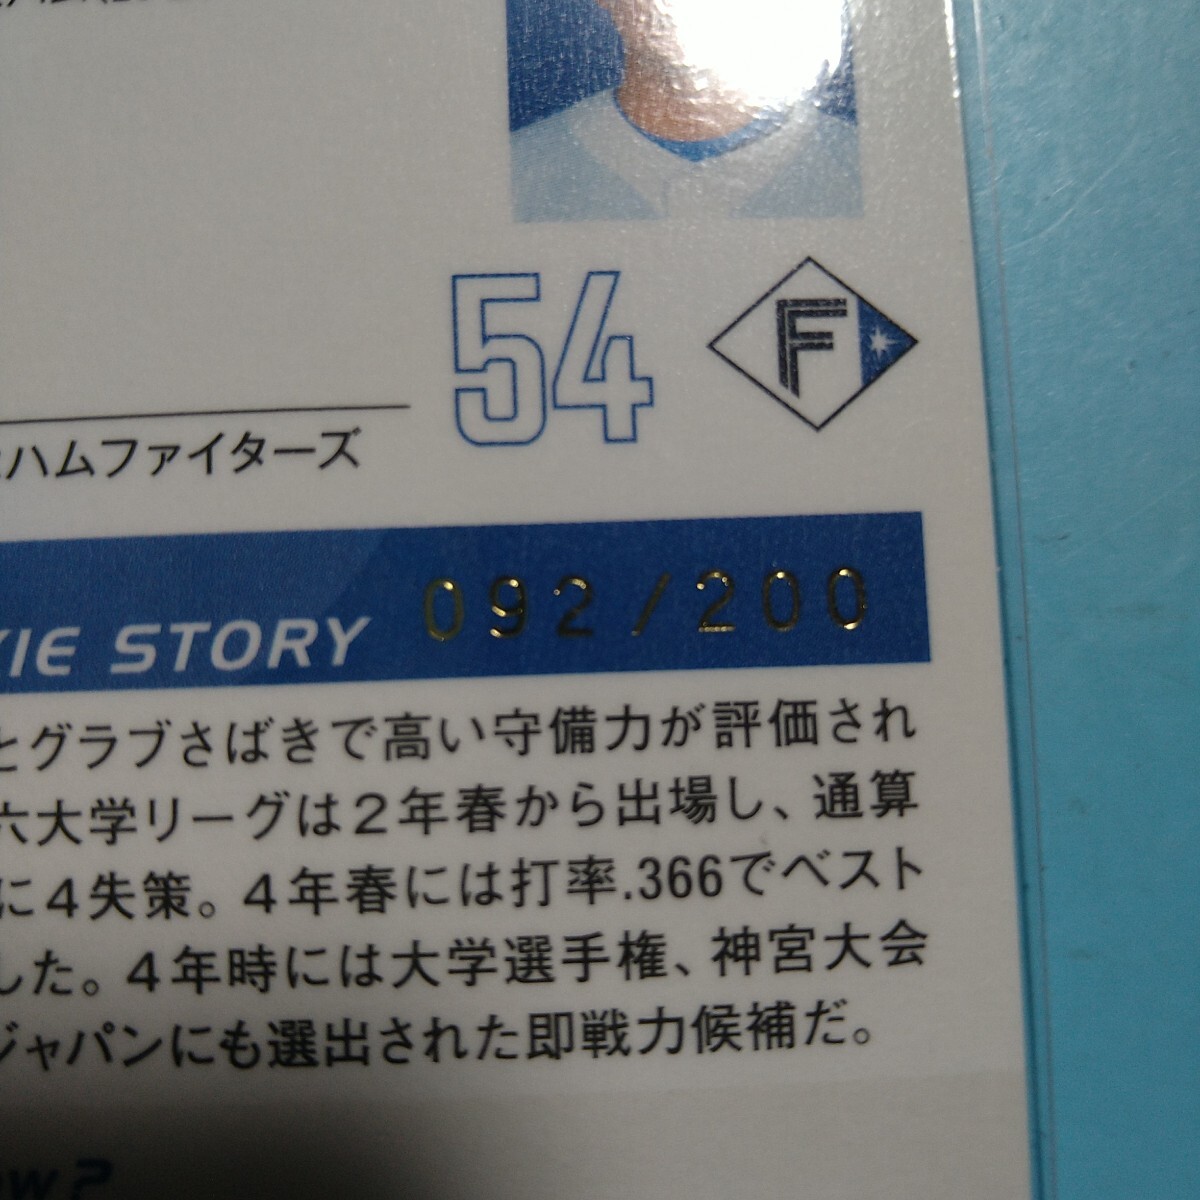 54
F
ハムファイターズ
092/200
KIE STORY
とグラブさばきで高い守備力が評価され
六大学リーグは2年春から出場し、通算
に4失策。4年春には打率.366でベスト
した。4年時には大学選手権、神宮大会
ジャパンにも選出された即戦力候補だ。